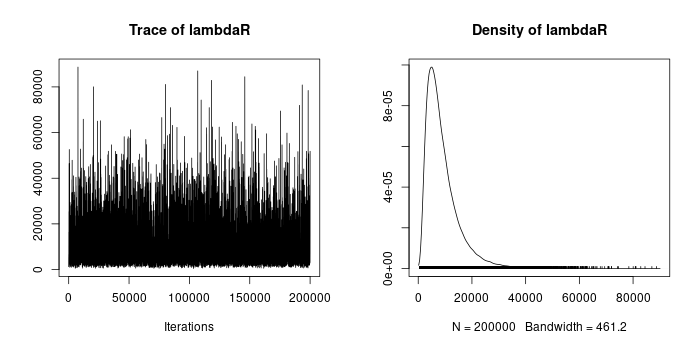 Trace of lambdaR
80000
60000
40000
20000
0
0
50000
100000
150000
200000
Iterations
Density of lambdaR
8e-05
4e-05
0e+00
0
20000
40000
60000
80000
N = 200000 Bandwidth = 461.2